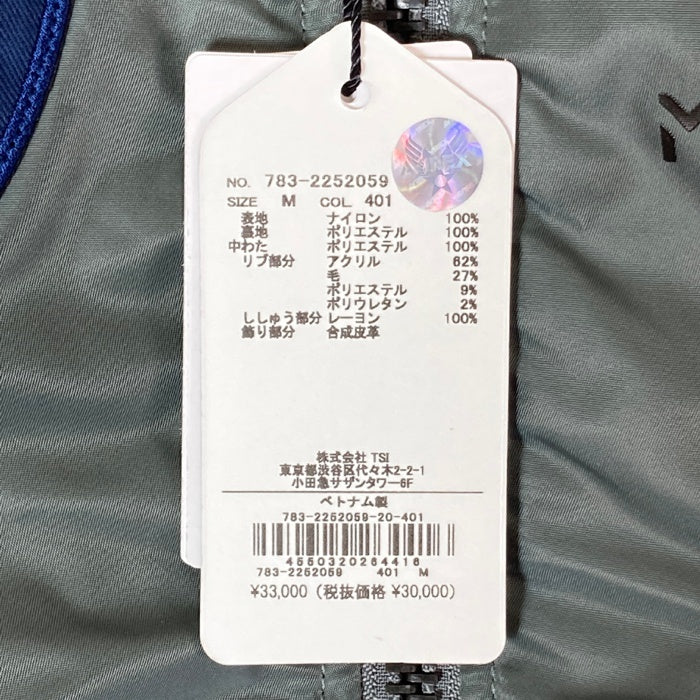 NO. 783-2252059
SIZE M COL. 401
表地 ナイロン 100%
裏地 ポリエステル 100%
中わた ポリエステル 100%
リブ部分 アクリル 62%
毛 27%
ポリエステル 9%
ポリウレタン 2%
ししゅう部分 レーヨン 100%
飾り部分 合成皮革
株式会社 TSI
東京都渋谷区代々木2-2-1
小田急サザンタワー6F
ベトナム製
783-2252059-20-401
4550320264416
783-2252059 401 M
¥33,000 (税抜価格 ¥30,000)